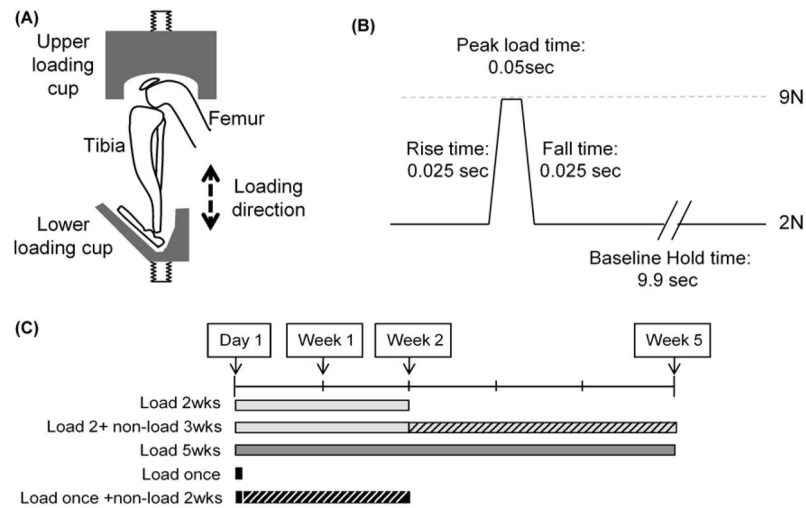 (A)
Upper
loading
cup
Femur
Tibia
Loading
direction
Lower
loading cup
(B)
Peak load time:
0.05sec
9N
Rise time:
0.025 sec
Fall time:
0.025 sec
2N
Baseline Hold time:
9.9 sec
(C)
Day 1
Week 1
Week 2
Week 5
Load 2wks
Load 2+ non-load 3wks
Load 5wks
Load once
Load once +non-load 2wks